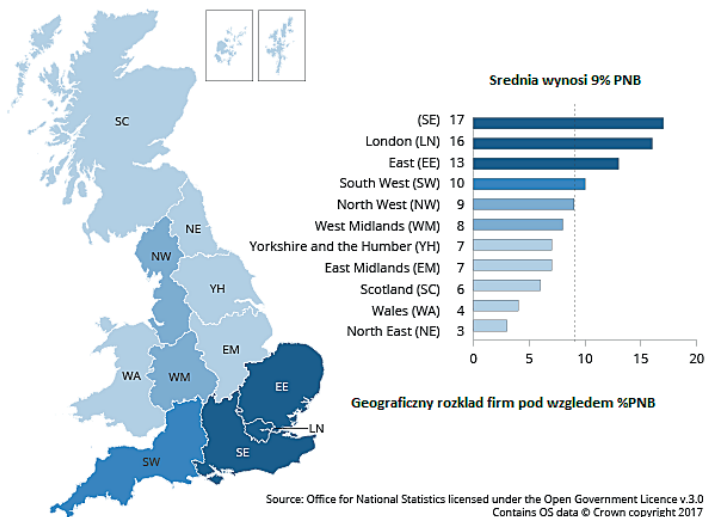 Srednia wynosi 9% PNB
(SE) 17
London (LN) 16
East (EE) 13
South West (SW) 10
North West (NW) 9
West Midlands (WM) 8
Yorkshire and the Humber (YH) 7
East Midlands (EM) 7
Scotland (SC) 6
Wales (WA) 4
North East (NE) 3
0 5 10 15 20
Geograficzny rozklad firm pod wzgledem %PNB
SC
NE
NW
YH
EM
WA
WM
EE
LN
SE
SW
Source: Office for National Statistics licensed under the Open Government Licence v.3.0
Contains OS data © Crown copyright 2017